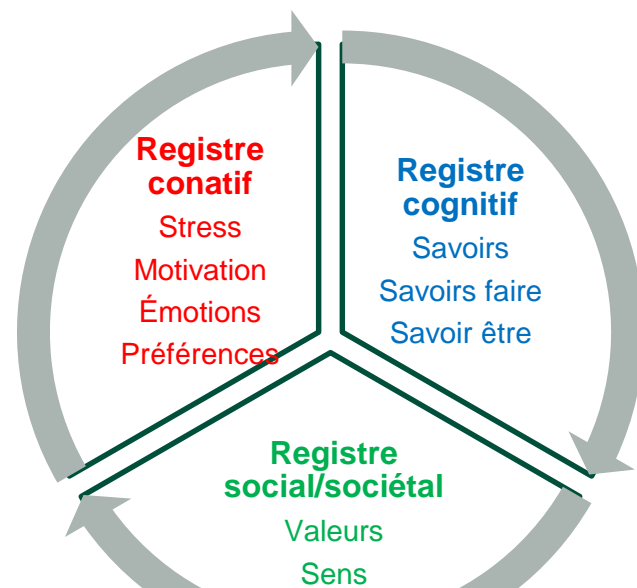 Registre
conatif
Stress
Motivation
Émotions
Préférences
Registre
cognitif
Savoirs
Savoirs faire
Savoir être
Registre
social/sociétal
Valeurs
Sens